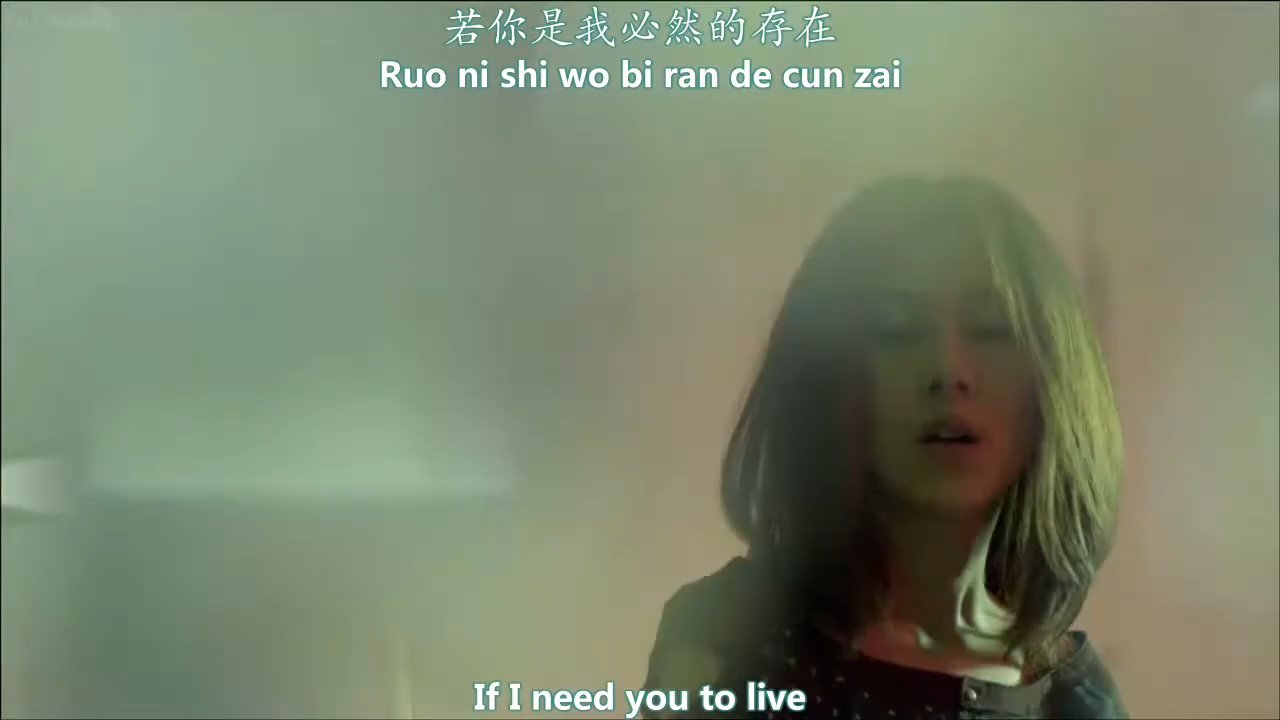 若你是我必然的存在
Ruo ni shi wo bi ran de cun zai
If I need you to live